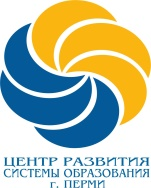 ЦЕНТР РАЗВИТИЯ
СИСТЕМЫ ОБРАЗОВАНИЯ
г. ПЕРМИ